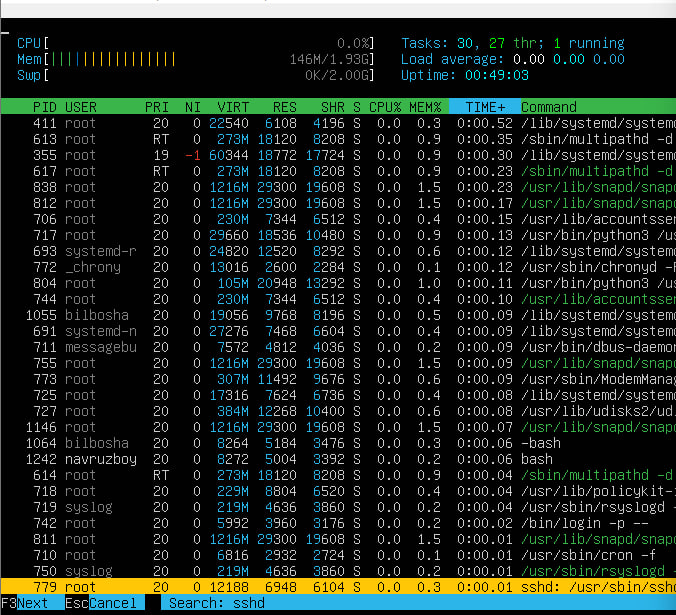 CPU[ 0.0%] Tasks: 30, 27 thr; 1 running
Mem[|||||||||||||||| 146M/1.93G] Load average: 0.00 0.00 0.00
Swp[ 0K/2.00G] Uptime: 00:49:03
PID USER PRI NI VIRT RES SHR S CPU% MEM% TIME+ Command
411 root 20 0 22540 6108 4196 S 0.0 0.3 0:00.52 /lib/systemd/system
613 root RT 0 273M 18120 8208 S 0.0 0.9 0:00.35 /sbin/multipathd -d
355 root 19 -1 60344 18772 17724 S 0.0 0.9 0:00.30 /lib/systemd/system
617 root RT 0 273M 18120 8208 S 0.0 0.9 0:00.23 /sbin/multipathd -d
838 root 20 0 1216M 29300 19608 S 0.0 1.5 0:00.23 /usr/lib/snapd/snap
812 root 20 0 1216M 29300 19608 S 0.0 1.5 0:00.17 /usr/lib/snapd/snap
706 root 20 0 230M 7344 6512 S 0.0 0.4 0:00.15 /usr/lib/accountsse
717 root 20 0 29660 18536 10480 S 0.0 0.9 0:00.13 /usr/bin/python3 /u
693 systemd-r 20 0 24820 12520 8292 S 0.0 0.6 0:00.12 /lib/systemd/system
772 _chrony 20 0 13016 2600 2284 S 0.0 0.1 0:00.12 /usr/sbin/chronyd -
804 root 20 0 105M 20948 13292 S 0.0 1.0 0:00.11 /usr/bin/python3 /u
744 root 20 0 230M 7344 6512 S 0.0 0.4 0:00.10 /usr/lib/accountsse
1055 bilbosha 20 0 19056 9768 8196 S 0.0 0.5 0:00.09 /lib/systemd/system
691 systemd-n 20 0 27276 7468 6604 S 0.0 0.4 0:00.09 /lib/systemd/system
711 messagebu 20 0 7572 4812 4036 S 0.0 0.2 0:00.09 /usr/bin/dbus-daemo
755 root 20 0 1216M 29300 19608 S 0.0 1.5 0:00.09 /usr/lib/snapd/snap
773 root 20 0 307M 11492 9676 S 0.0 0.6 0:00.09 /usr/sbin/ModemMana
725 root 20 0 17316 7624 6736 S 0.0 0.4 0:00.08 /lib/systemd/system
727 root 20 0 384M 12268 10400 S 0.0 0.6 0:00.08 /usr/lib/udisks2/ud
1146 root 20 0 1216M 29300 19608 S 0.0 1.5 0:00.07 /usr/lib/snapd/snap
1064 bilbosha 20 0 8264 5184 3476 S 0.0 0.3 0:00.06 -bash
1242 navruzboy 20 0 8272 5004 3392 S 0.0 0.2 0:00.06 bash
614 root RT 0 273M 18120 8208 S 0.0 0.9 0:00.04 /sbin/multipathd -d
718 root 20 0 229M 8804 6520 S 0.0 0.4 0:00.04 /usr/lib/policykit-
719 syslog 20 0 219M 4636 3860 S 0.0 0.2 0:00.04 /usr/sbin/rsyslogd -
742 root 20 0 5992 3960 3176 S 0.0 0.2 0:00.02 /bin/login -p --
811 root 20 0 1216M 29300 19608 S 0.0 1.5 0:00.01 /usr/lib/snapd/snap
710 root 20 0 6816 2932 2724 S 0.0 0.1 0:00.01 /usr/sbin/cron -f
750 syslog 20 0 219M 4636 3860 S 0.0 0.2 0:00.01 /usr/sbin/rsyslogd -
779 root 20 0 12188 6948 6104 S 0.0 0.3 0:00.01 sshd: /usr/sbin/ssh
F3Next EscCancel Search: sshd